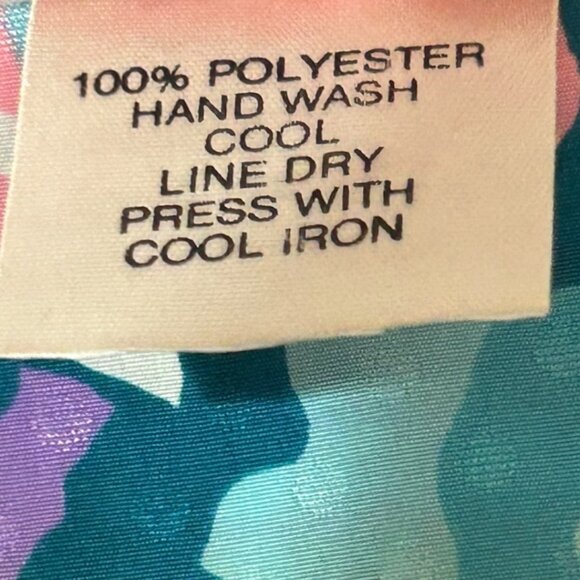 100% POLYESTER
HAND WASH
COOL
LINE DRY
PRESS WITH
COOL IRON